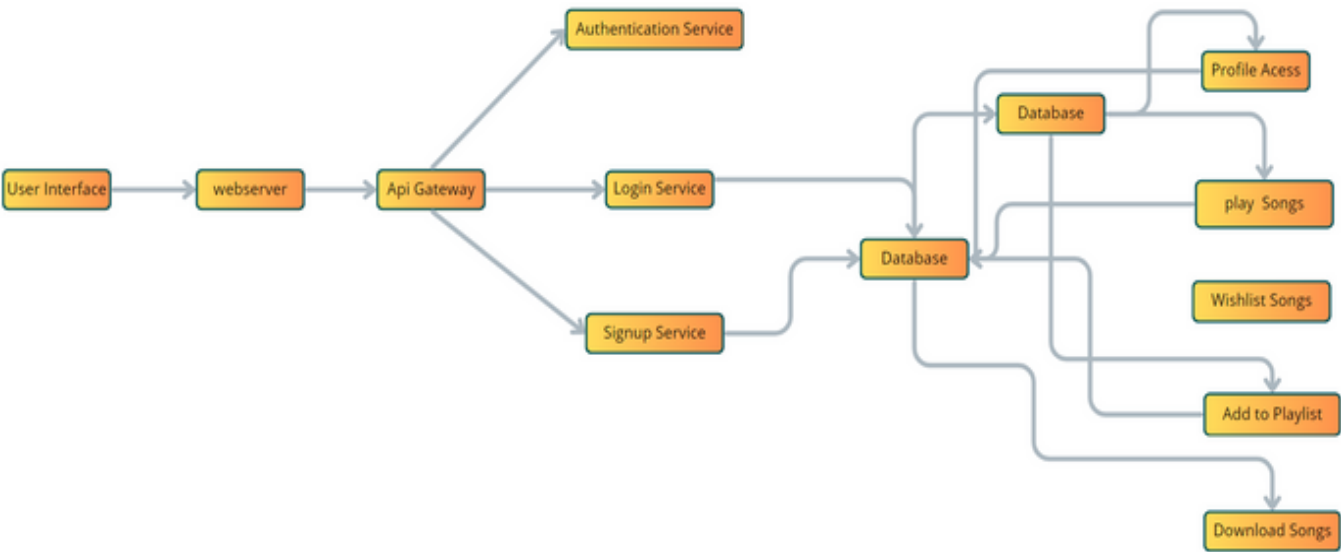 Authentication Service
Profile Acess
Database
User Interface
webserver
Api Gateway
Login Service
play  Songs
Database
Wishlist Songs
Signup Service
Add to Playlist
Download Songs